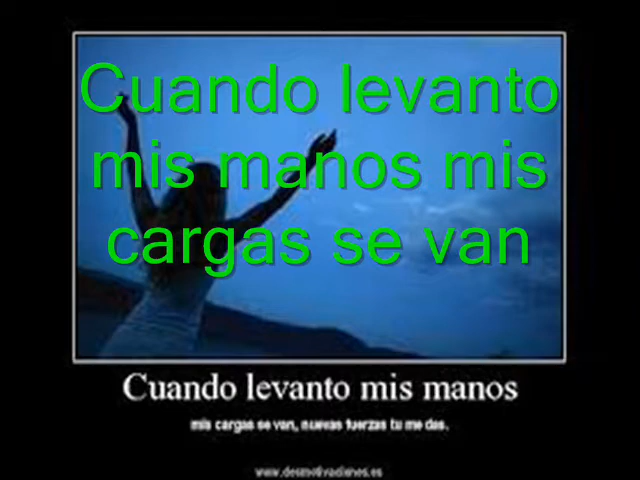 Cuando levanto
mis manos mis
cargas se van
Cuando levanto mis manos
mis cargas se van, nuevas fuerzas tu me das.
www.desmotivaciones.es